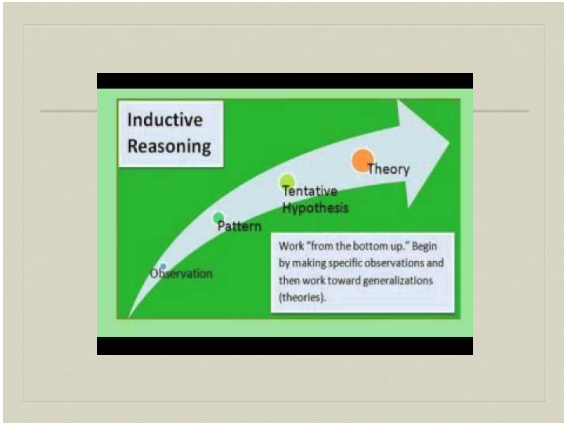 Inductive
Reasoning
Theory
Tentative
Hypothesis
Pattern
Observation
Work "from the bottom up." Begin
by making specific observations and
then work toward generalizations
(theories).